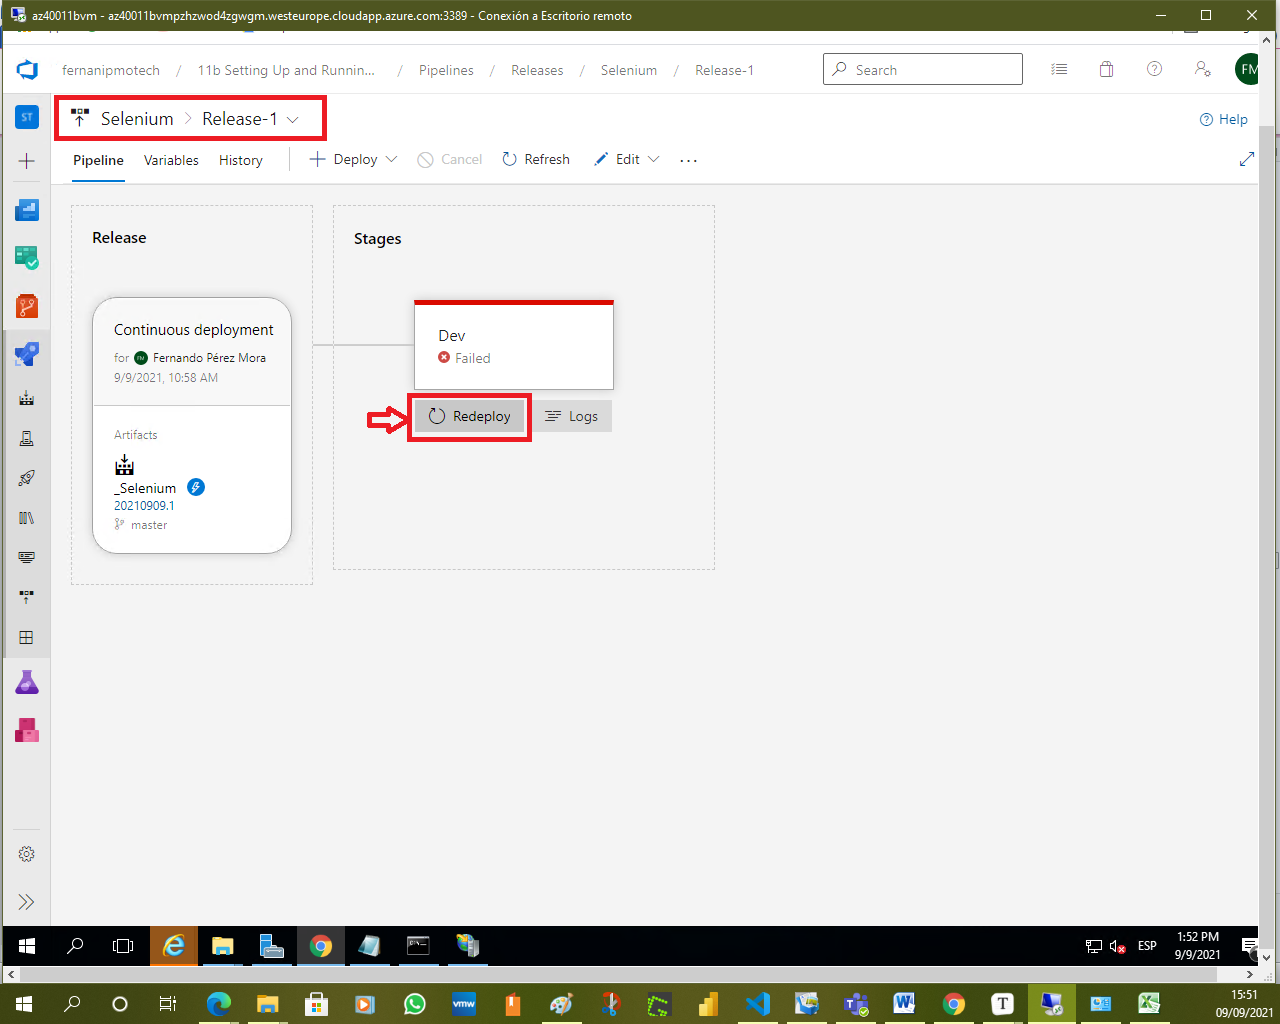 az40011bvm - az40011bvmpzhzwod4zgwgm.westeurope.cloudapp.azure.com:3389 - Conexión a Escritorio remoto
fernanipmotech / 11b Setting Up and Runnin... / Pipelines / Releases / Selenium / Release-1
Search
FM
ST
Selenium > Release-1
Help
Pipeline Variables History Deploy Cancel Refresh Edit ...
Release
Stages
Continuous deployment
for FM Fernando Pérez Mora
9/9/2021, 10:58 AM
Dev
Failed
Redeploy Logs
Artifacts
_Selenium
20210909.1
master
ESP
1:52 PM
9/9/2021
vmw
T
15:51
09/09/2021